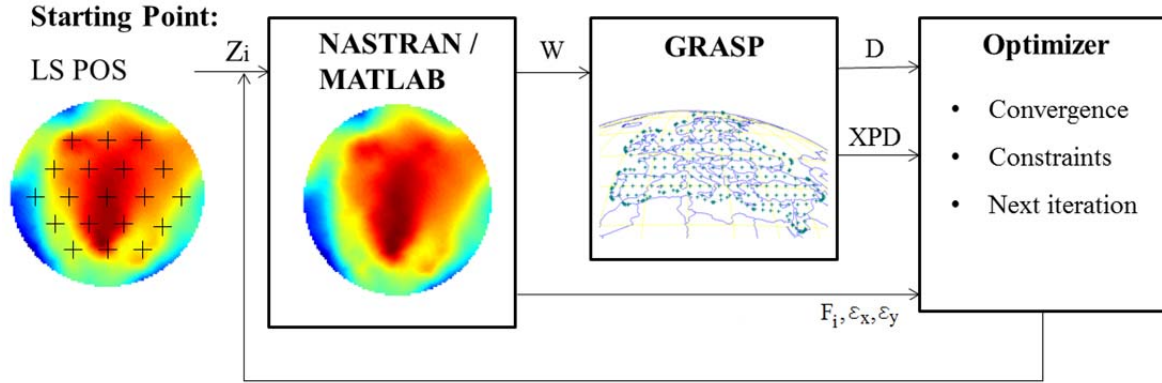 Starting Point:
LS POS
Zi
NASTRAN /
MATLAB
W
GRASP
D
XPD
Optimizer
• Convergence
• Constraints
• Next iteration
Fi,εx,εy